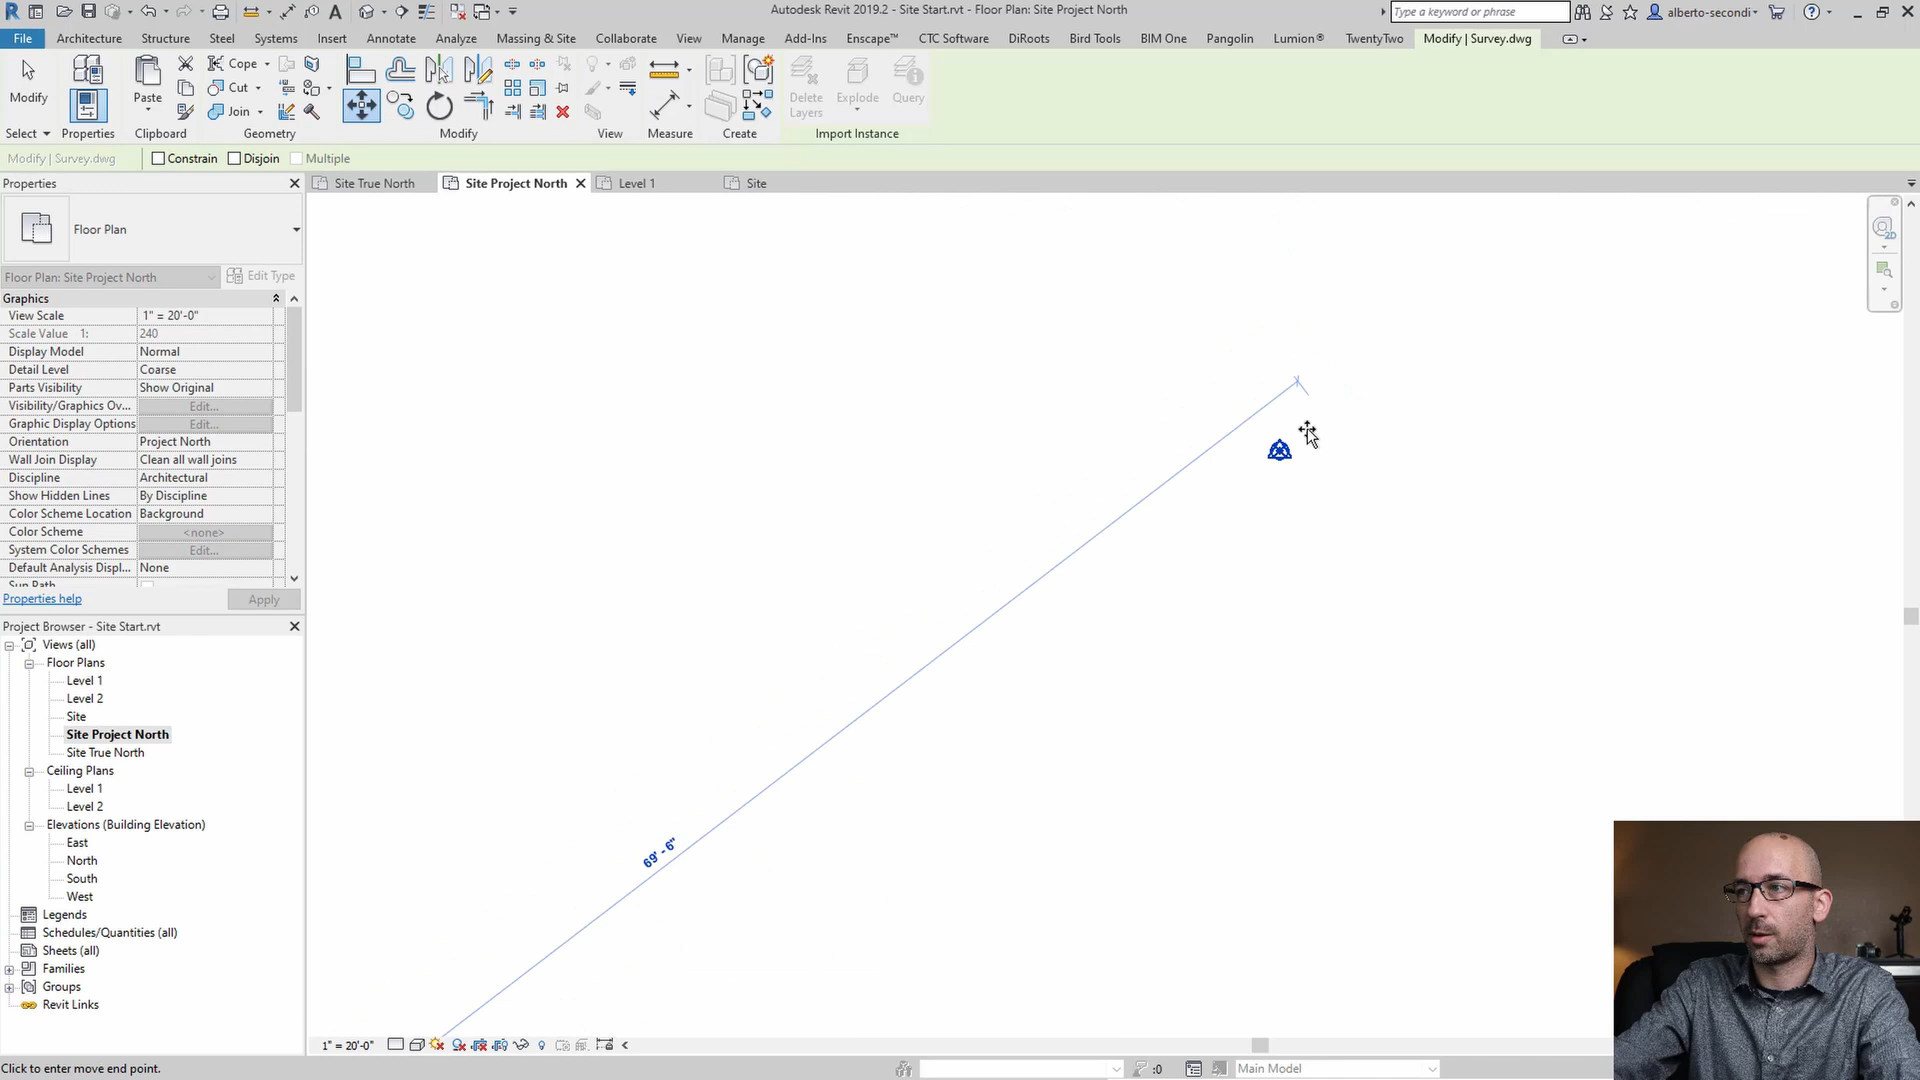 Autodesk Revit 2019.2 - Site Start.rvt - Floor Plan: Site Project North
Type a keyword or phrase
alberto-secondi
File Architecture Structure Steel Systems Insert Annotate Analyze Massing & Site Collaborate View Manage Add-Ins Enscape™ CTC Software DiRoots Bird Tools BIM One Pangolin Lumion® TwentyTwo Modify | Survey.dwg
Modify
Paste
Cope
Cut
Join
Delete Layers
Explode
Query
Select Properties Clipboard Geometry Modify View Measure Create Import Instance
Modify | Survey.dwg Constrain Disjoin Multiple
Properties
Site True North Site Project North Level 1 Site
2D
Floor Plan
Floor Plan: Site Project North Edit Type
Graphics
View Scale 1" = 20'-0"
Scale Value 1: 240
Display Model Normal
Detail Level Coarse
Parts Visibility Show Original
Visibility/Graphics Ov... Edit...
Graphic Display Options Edit...
Orientation Project North
Wall Join Display Clean all wall joins
Discipline Architectural
Show Hidden Lines By Discipline
Color Scheme Location Background
Color Scheme <none>
System Color Schemes Edit...
Default Analysis Displ... None
Sun Path
Properties help Apply
Project Browser - Site Start.rvt
Views (all)
Floor Plans
Level 1
Level 2
Site
Site Project North
Site True North
Ceiling Plans
Level 1
Level 2
Elevations (Building Elevation)
East
North
South
West
Legends
Schedules/Quantities (all)
Sheets (all)
Families
Groups
Revit Links
69' - 6"
1" = 20'-0"
Click to enter move end point. :0 Main Model